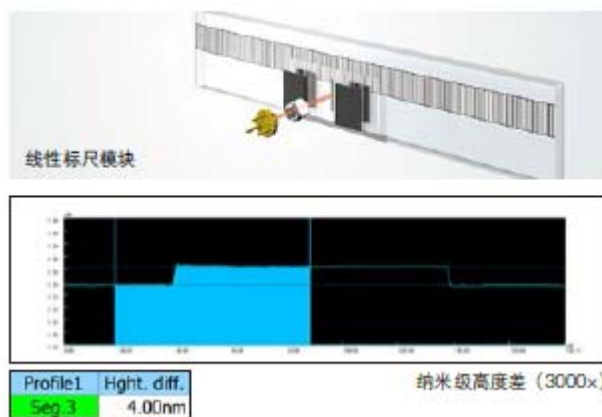 线性标尺模块
Profile1 Hght. diff.
Seg.3 4.00nm
纳米级高度差（3000×）